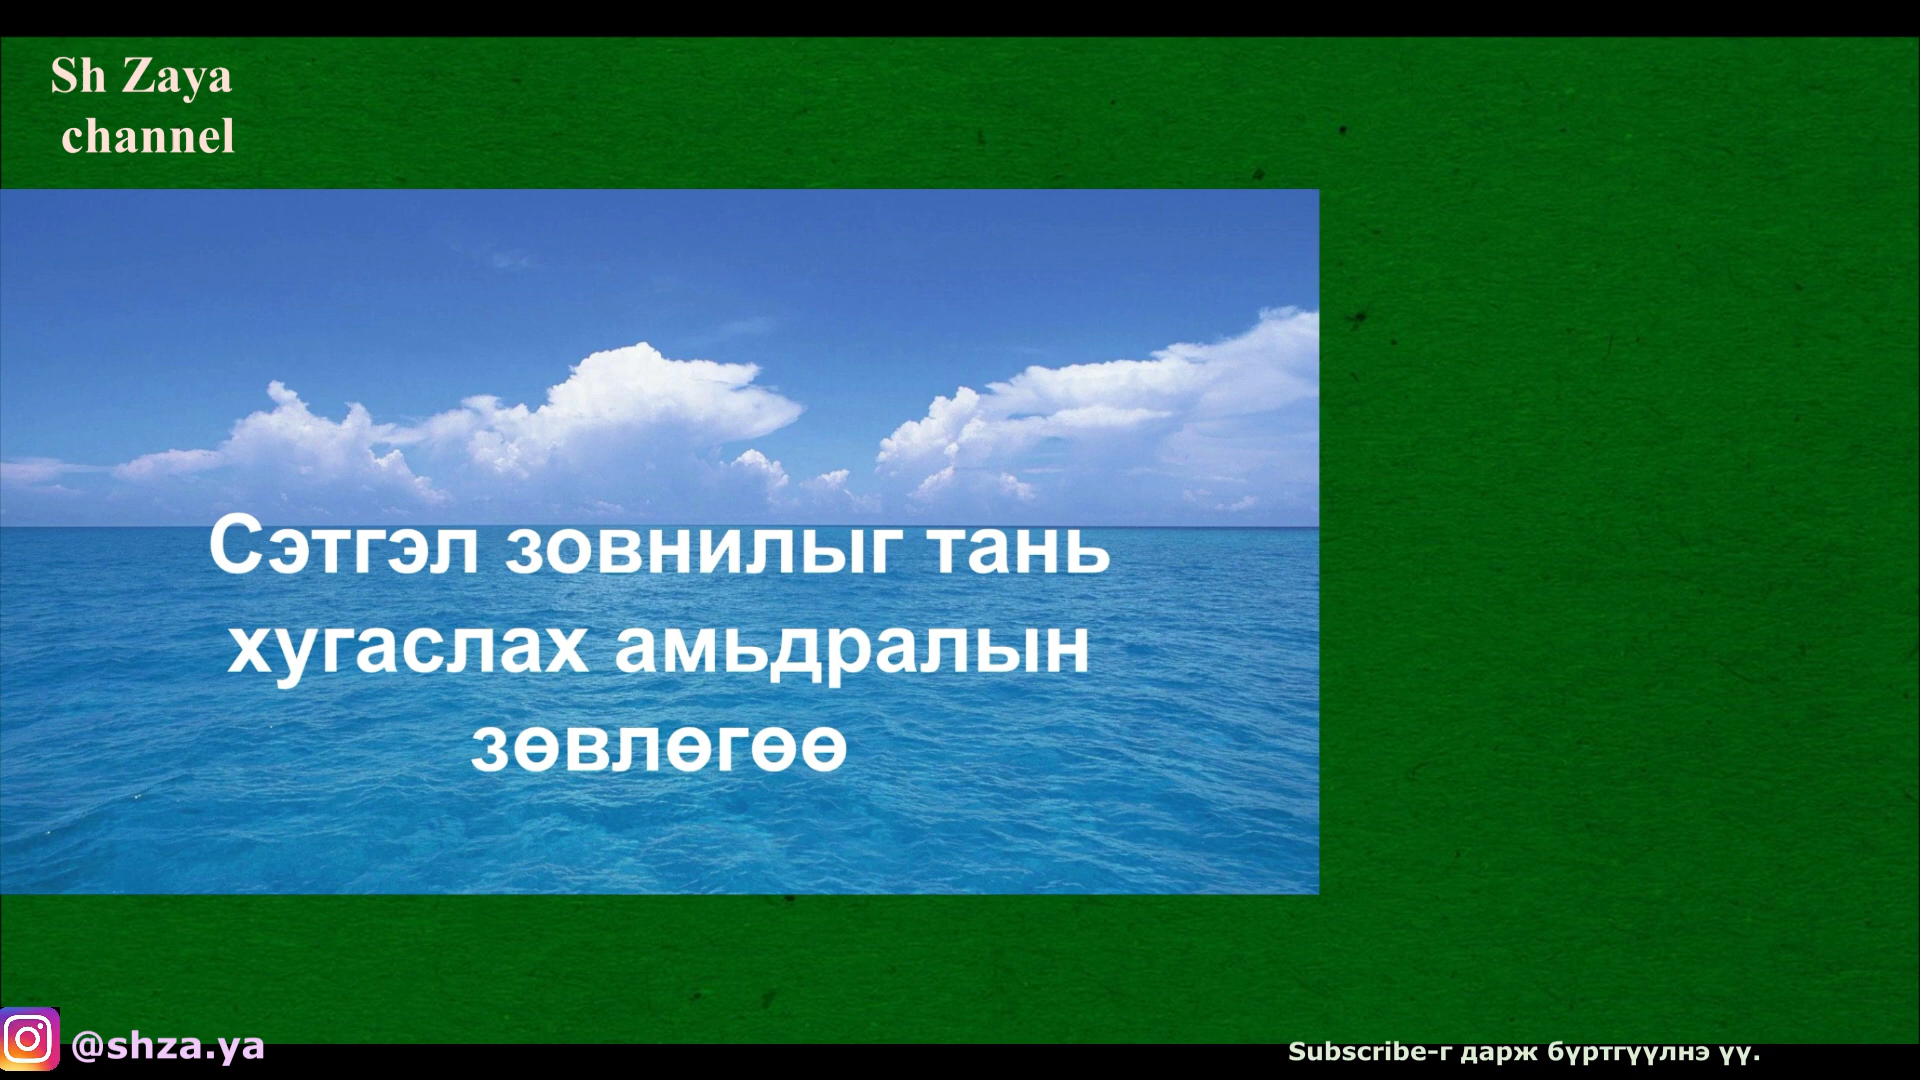 Sh Zaya
channel
Сэтгэл зовнилыг тань
хугаслах амьдралын
зөвлөгөө
@shza.ya
Subscribe-г дарж бүртгүүлнэ үү.